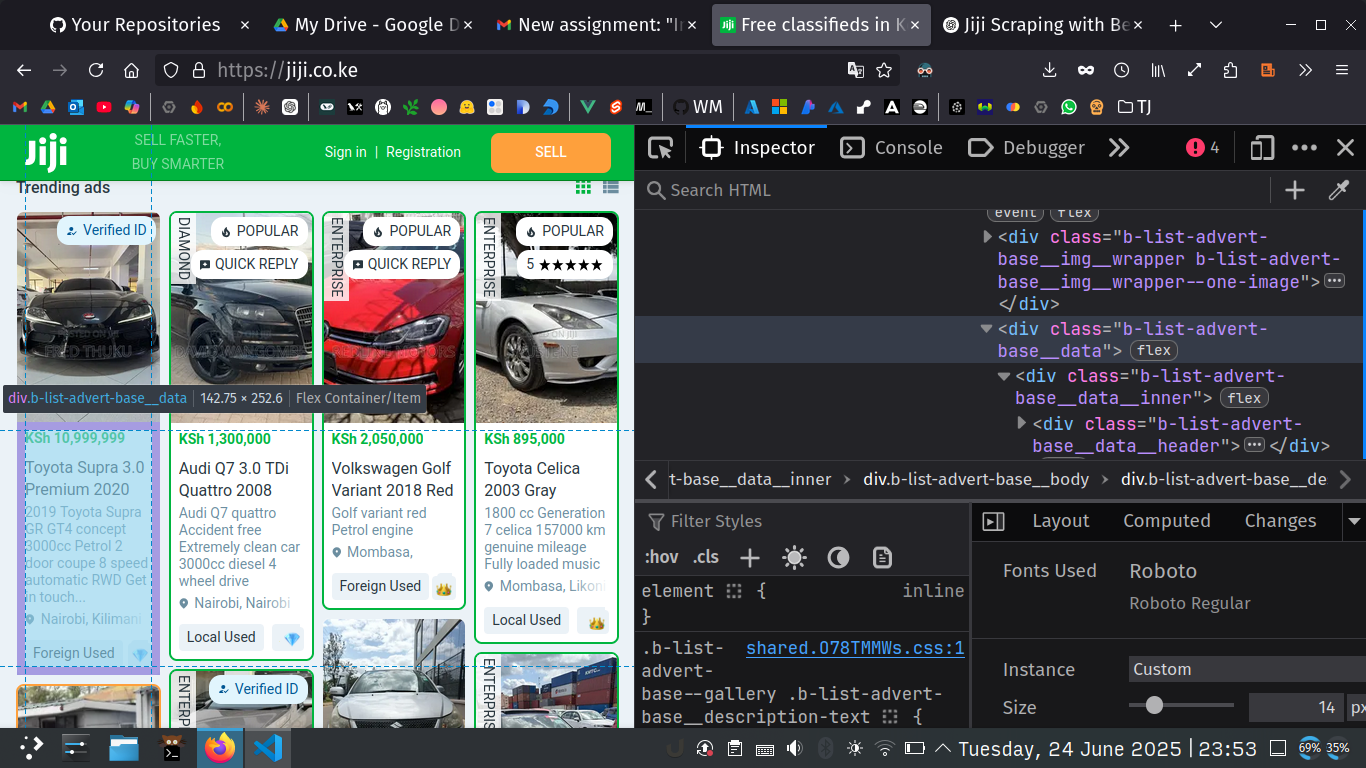 Your Repositories
My Drive - Google D
New assignment: "I
Free classifieds in K
Jiji Scraping with Be
https://jiji.co.ke
WM
TJ
Jiji
SELL FASTER,
BUY SMARTER
Sign in | Registration
SELL
Trending ads
Verified ID
KSh 10,999,999
Toyota Supra 3.0
Premium 2020
2019 Toyota Supra
GR GT4 concept
3000cc Petrol 2
door coupe 8 speed
automatic RWD Get
in touch...
Nairobi, Kilimani
Foreign Used
DIAMOND
POPULAR
QUICK REPLY
KSh 1,300,000
Audi Q7 3.0 TDi
Quattro 2008
Audi Q7 quattro
Accident free
Extremely clean car
3000cc diesel 4
wheel drive
Nairobi, Nairobi
Local Used
ENTERPRISE
POPULAR
QUICK REPLY
KSh 2,050,000
Volkswagen Golf
Variant 2018 Red
Golf variant red
Petrol engine
Mombasa,
Foreign Used
ENTERPRISE
POPULAR
5 ★★★★★
KSh 895,000
Toyota Celica
2003 Gray
1800 cc Generation
7 celica 157000 km
genuine mileage
Fully loaded music
Mombasa, Likoni
Local Used
ENTERP
Verified ID
ENTERPR
div.b-list-advert-base__data | 142.75 × 252.6 | Flex Container/Item
Inspector
Console
Debugger
4
Search HTML
event flex
<div class="b-list-advert-
base__img__wrapper b-list-advert-
base__img__wrapper--one-image">
</div>
<div class="b-list-advert-
base__data"> flex
<div class="b-list-advert-
base__data__inner"> flex
<div class="b-list-advert-
base__data__header"></div>
t-base__data__inner
div.b-list-advert-base__body
div.b-list-advert-base__de
Filter Styles
:hov .cls
element {
inline
}
.b-list-
advert-
base--gallery .b-list-advert-
base__description-text {
shared.O78TMMWs.css:1
Layout
Computed
Changes
Fonts Used
Roboto
Roboto Regular
Instance
Custom
Size
14
px
Tuesday, 24 June 2025 | 23:53
69%
35%